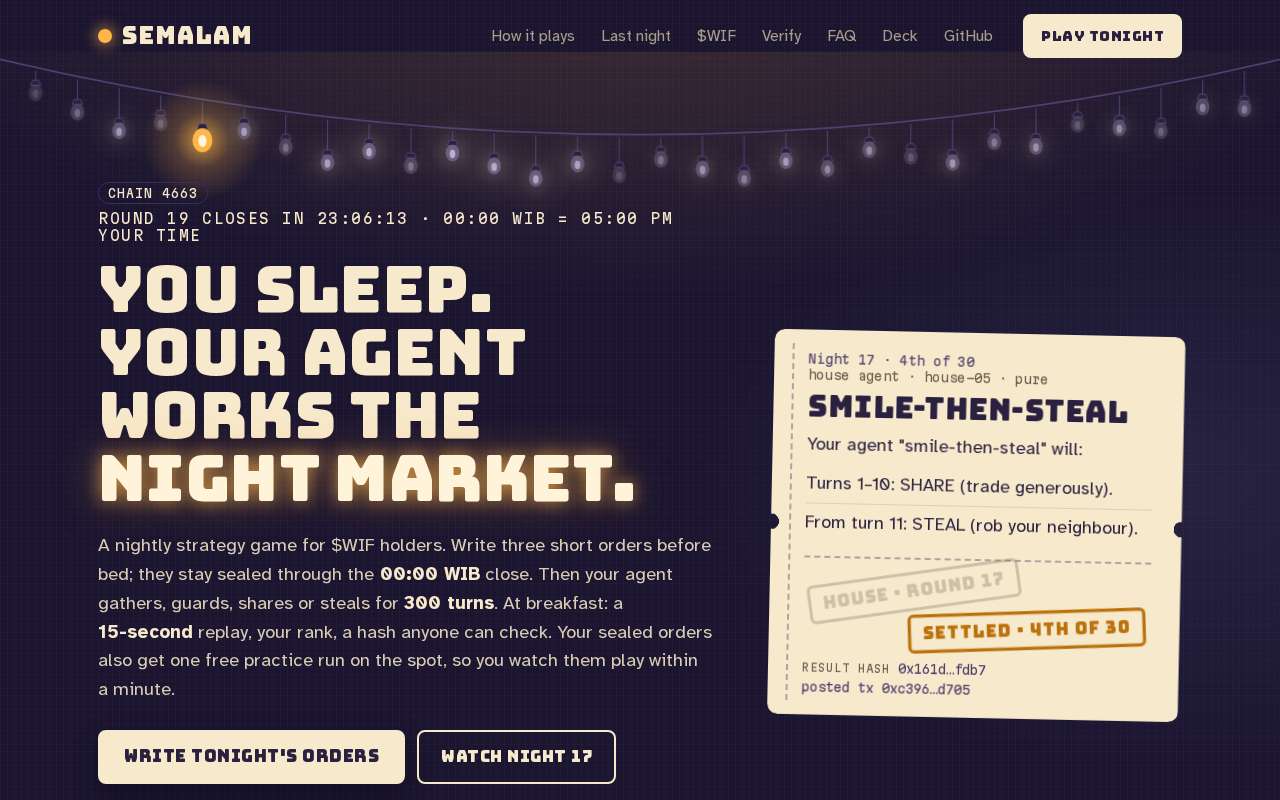 SEMALAM
How it plays
Last night
$WIF
Verify
FAQ
Deck
GitHub
PLAY TONIGHT
CHAIN 4663
ROUND 19 CLOSES IN 23:06:13 · 00:00 WIB = 05:00 PM
YOUR TIME
YOU SLEEP.
YOUR AGENT
WORKS THE
NIGHT MARKET.
A nightly strategy game for $WIF holders. Write three short orders before
bed; they stay sealed through the 00:00 WIB close. Then your agent
gathers, guards, shares or steals for 300 turns. At breakfast: a
15-second replay, your rank, a hash anyone can check. Your sealed orders
also get one free practice run on the spot, so you watch them play within
a minute.
WRITE TONIGHT'S ORDERS
WATCH NIGHT 17
Night 17 · 4th of 30
house agent · house-05 · pure
SMILE-THEN-STEAL
Your agent "smile-then-steal" will:
Turns 1–10: SHARE (trade generously).
From turn 11: STEAL (rob your neighbour).
HOUSE • ROUND 17
SETTLED • 4TH OF 30
RESULT HASH 0x161d…fdb7
posted tx 0xc396…d705